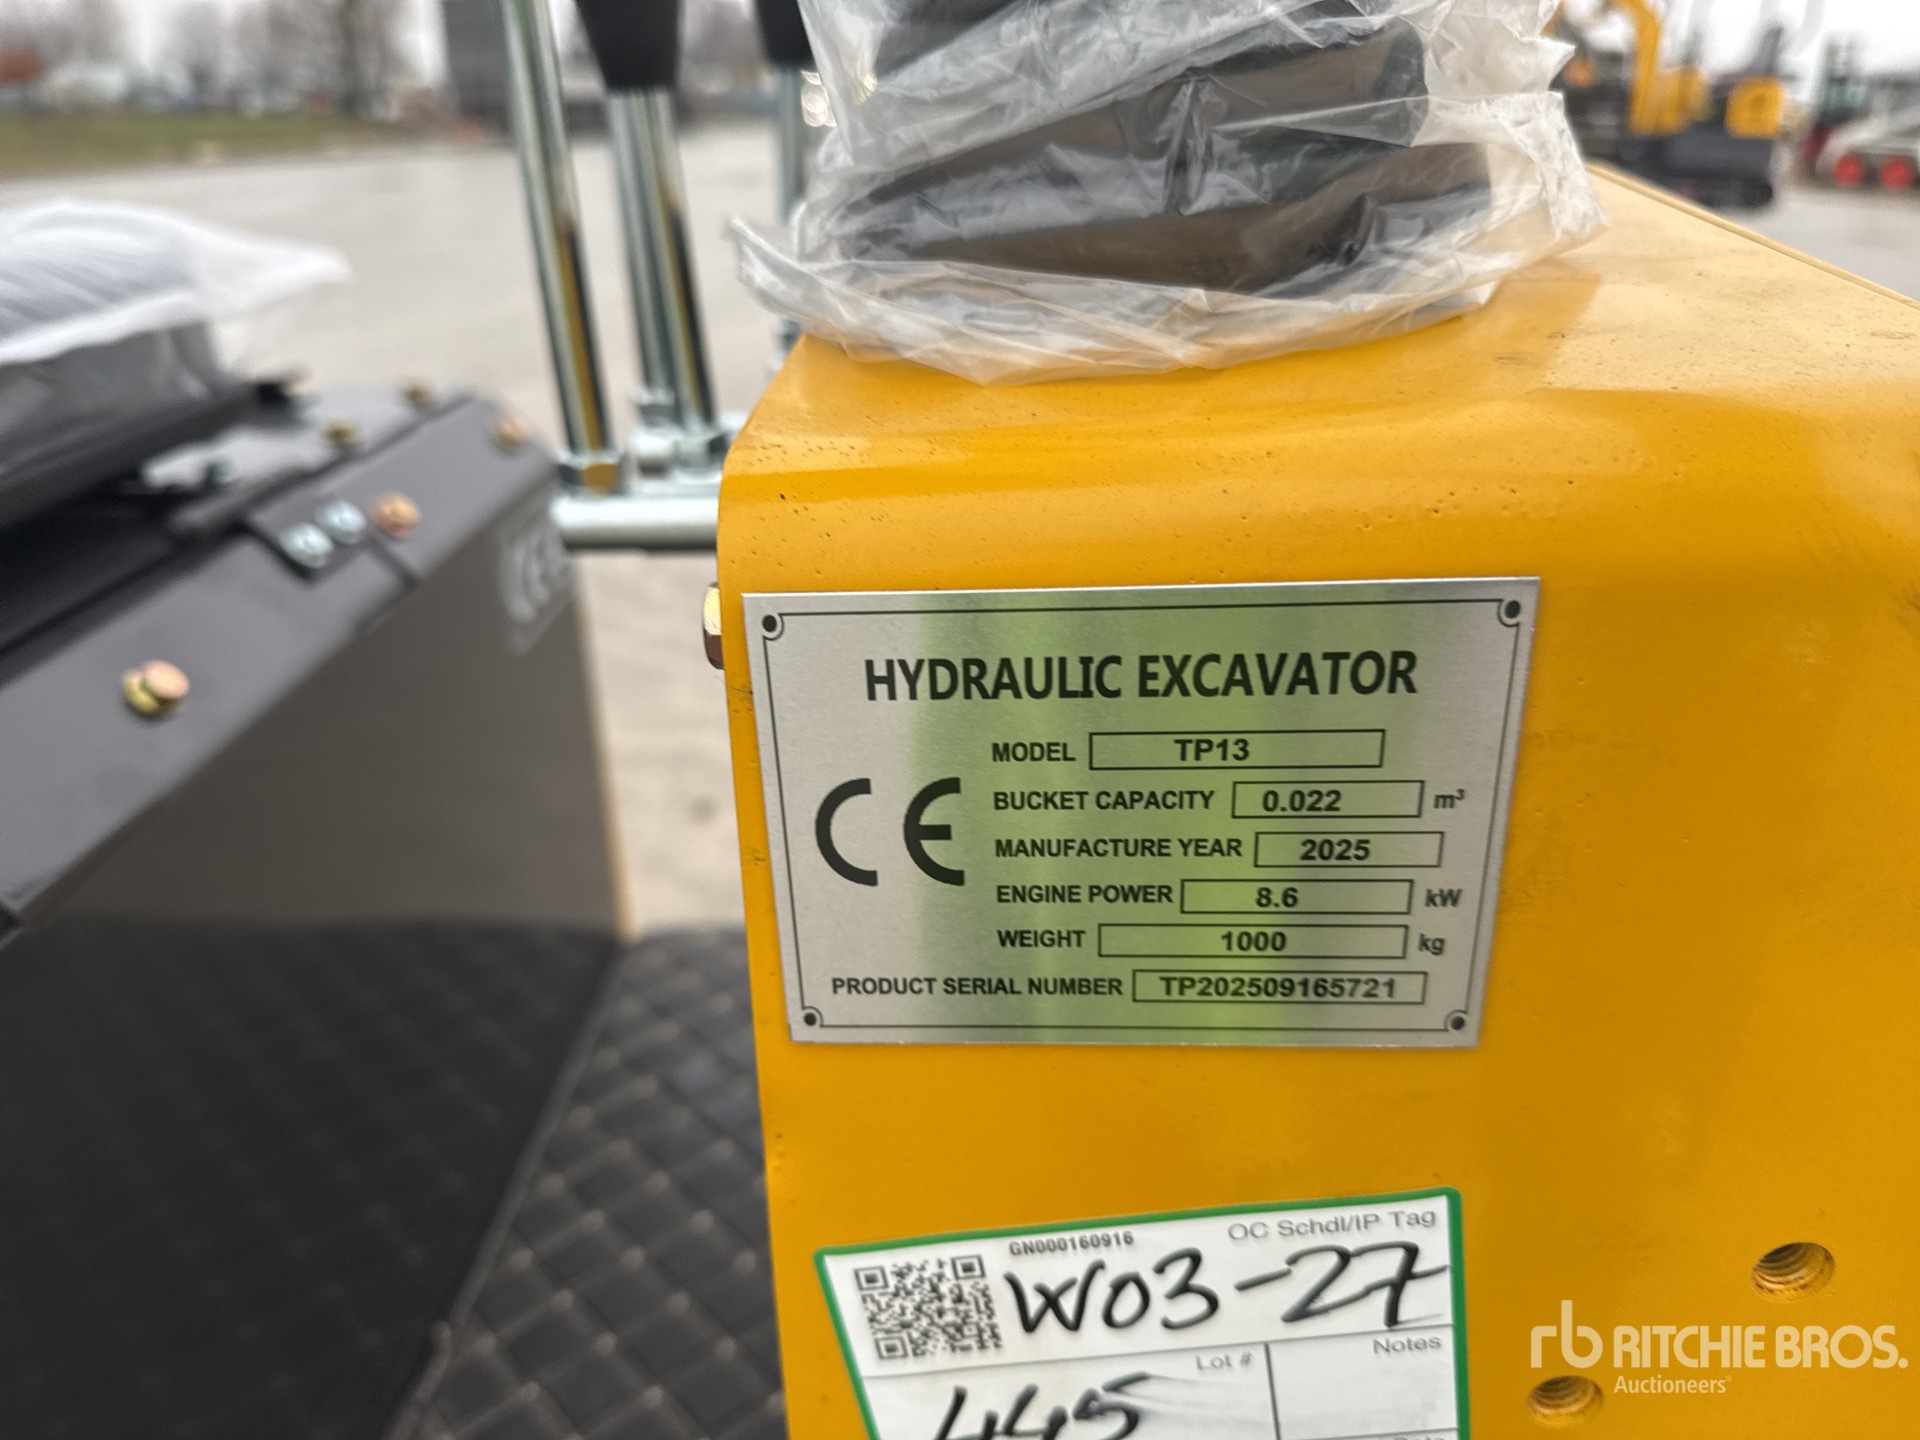 HYDRAULIC EXCAVATOR
MODEL TP13
BUCKET CAPACITY 0.022 m³
MANUFACTURE YEAR 2025
CE
ENGINE POWER 8.6 kW
WEIGHT 1000 kg
PRODUCT SERIAL NUMBER TP202509165721
GN000160916 OC Schdl/IP Tag
W03-27
Lot # Notes
445
rb RITCHIE BROS.
Auctioneers